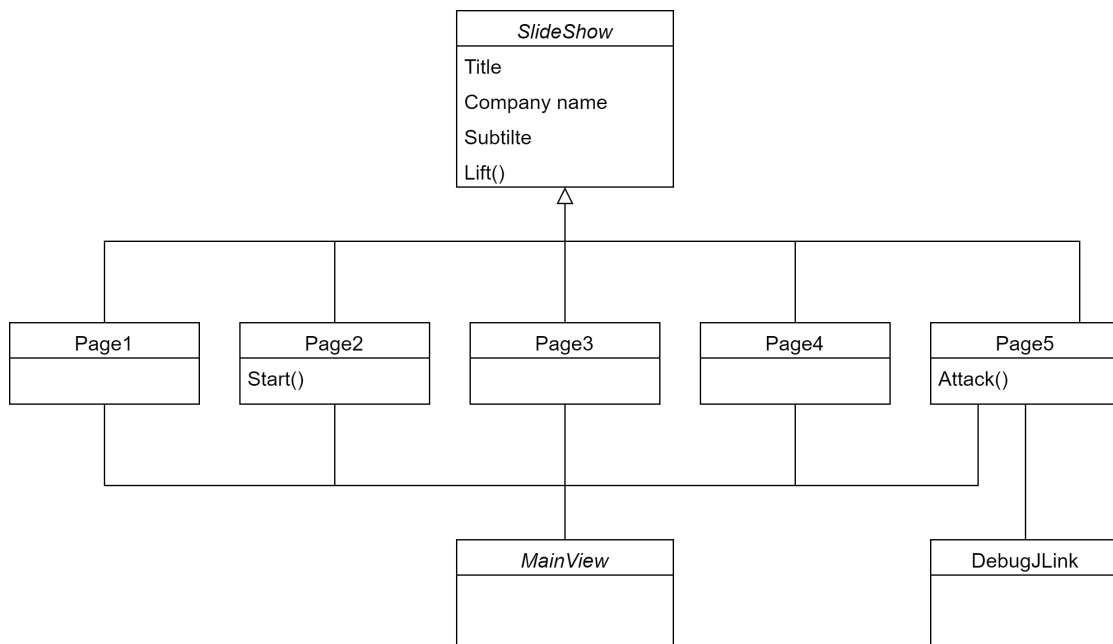 SlideShow
Title
Company name
Subtilte
Lift()
Page1
Page2
Page3
Page4
Page5
Start()
Attack()
MainView
DebugJLink